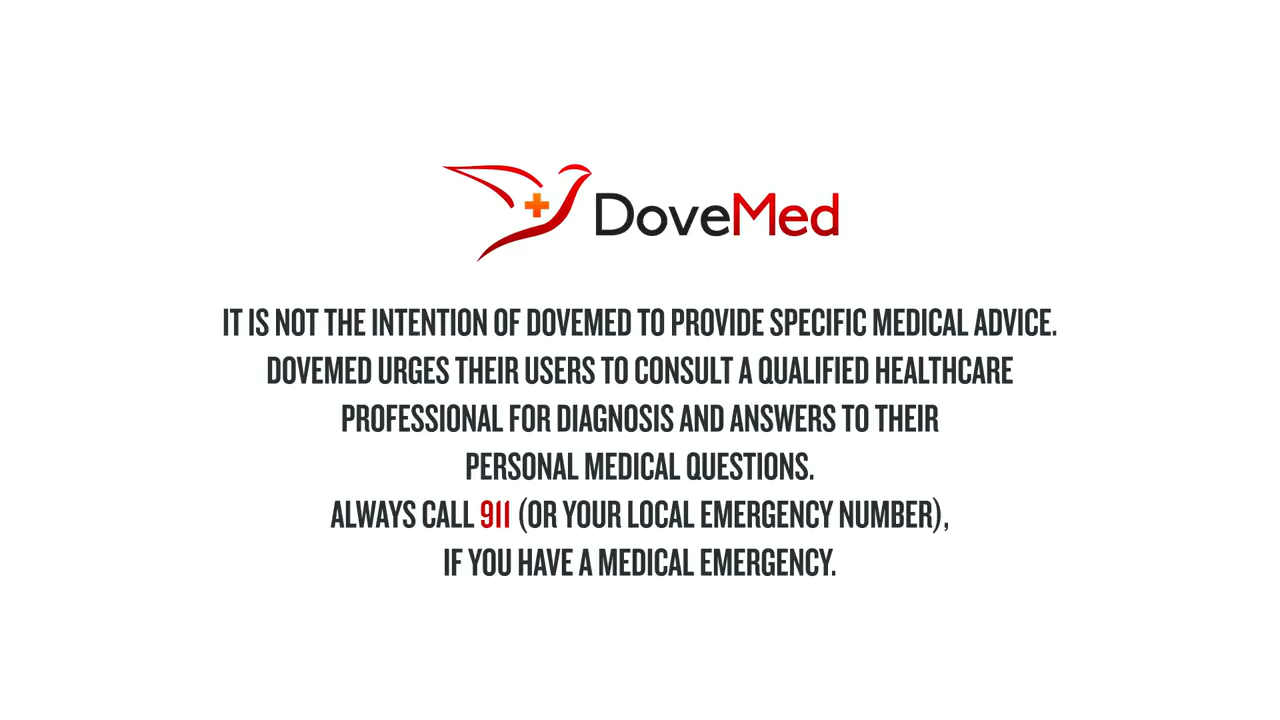 DoveMed
IT IS NOT THE INTENTION OF DOVEMED TO PROVIDE SPECIFIC MEDICAL ADVICE.
DOVEMED URGES THEIR USERS TO CONSULT A QUALIFIED HEALTHCARE
PROFESSIONAL FOR DIAGNOSIS AND ANSWERS TO THEIR
PERSONAL MEDICAL QUESTIONS.
ALWAYS CALL 911 (OR YOUR LOCAL EMERGENCY NUMBER),
IF YOU HAVE A MEDICAL EMERGENCY.